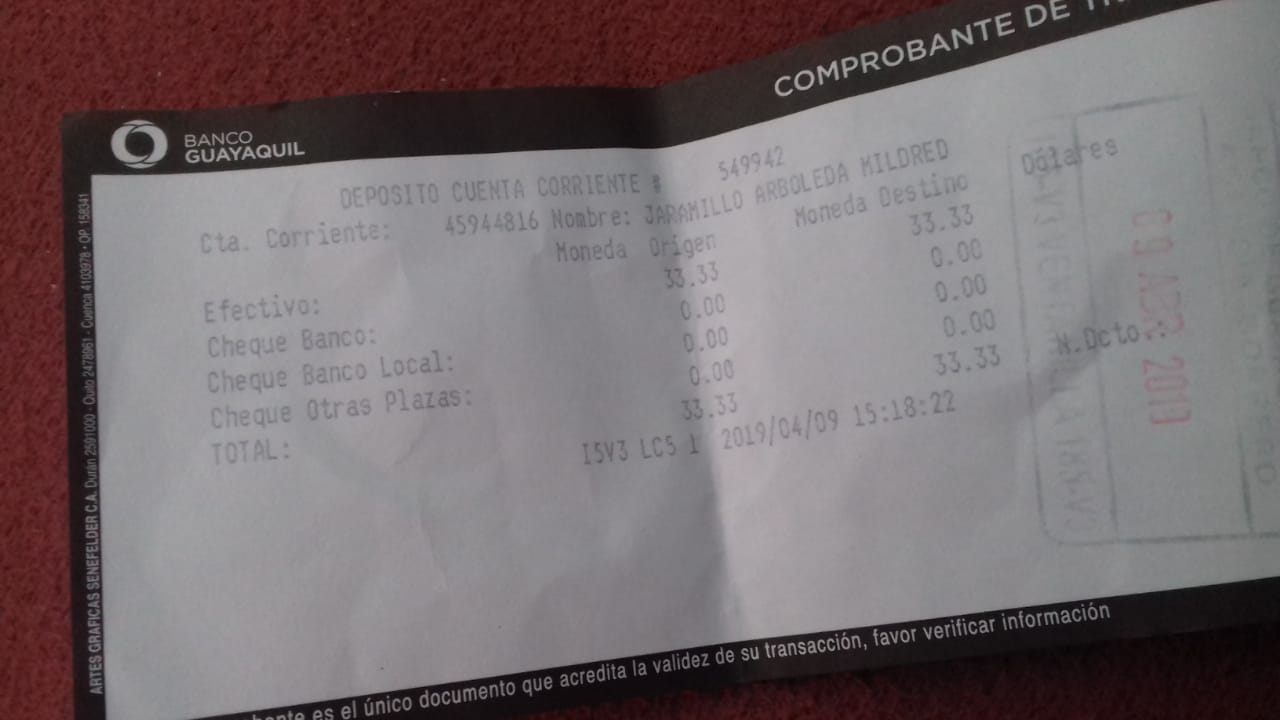 COMPROBANTE DE
BANCO
GUAYAQUIL
DEPOSITO CUENTA CORRIENTE # 549942
Cta. Corriente: 45944816 Nombre: JARAMILLO ARBOLEDA MILDRED
Moneda Origen Moneda Destino Dólares
Efectivo: 33.33 33.33
Cheque Banco: 0.00 0.00
Cheque Banco Local: 0.00 0.00
Cheque Otras Plazas: 0.00 0.00
TOTAL: 33.33 33.33 N.Dcto.:
I5V3 LC5 1 2019/04/09 15:18:22
09 ABR 2019
es el único documento que acredita la validez de su transacción, favor verificar información
ARTES GRAFICAS SENEFELDER C.A. Durán 2591000 - Quito 2478961 - Cuenca 4103978 • OP. 158341